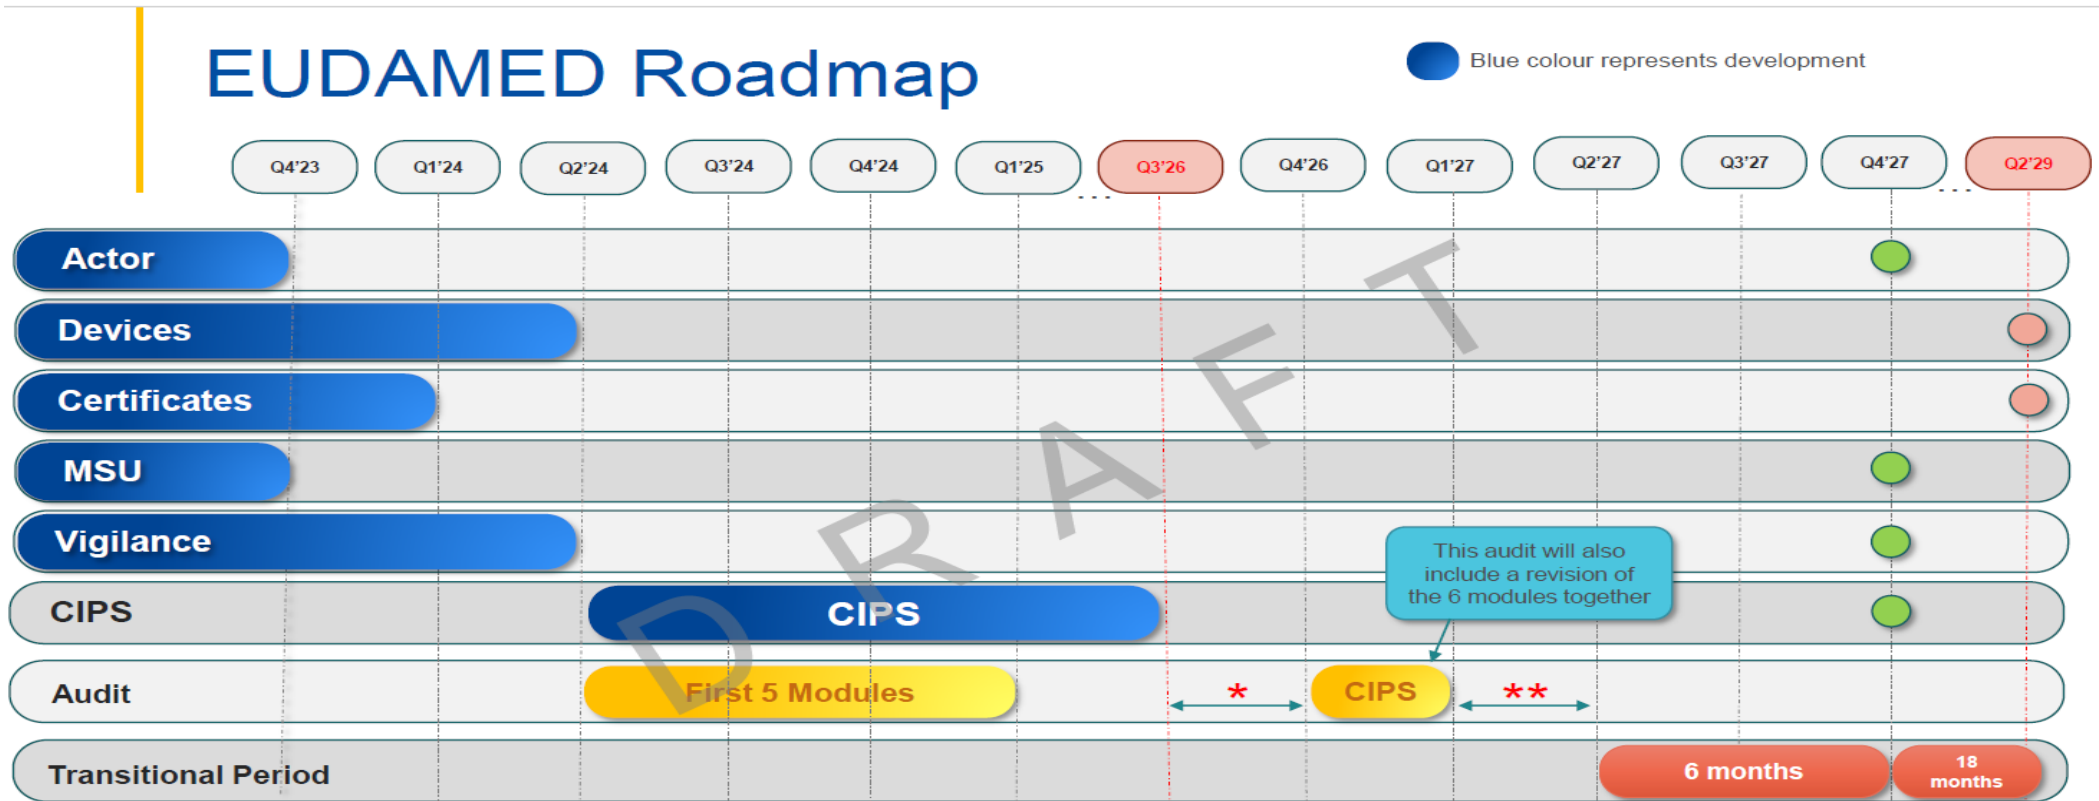 EUDAMED Roadmap
Blue colour represents development
Q4'23 Q1'24 Q2'24 Q3'24 Q4'24 Q1'25 ... Q3'26 Q4'26 Q1'27 Q2'27 Q3'27 Q4'27 ... Q2'29
Actor
Devices
Certificates
MSU
Vigilance
This audit will also
include a revision of
the 6 modules together
CIPS CIPS
Audit First 5 Modules * CIPS **
Transitional Period 6 months 18
months
DRAFT